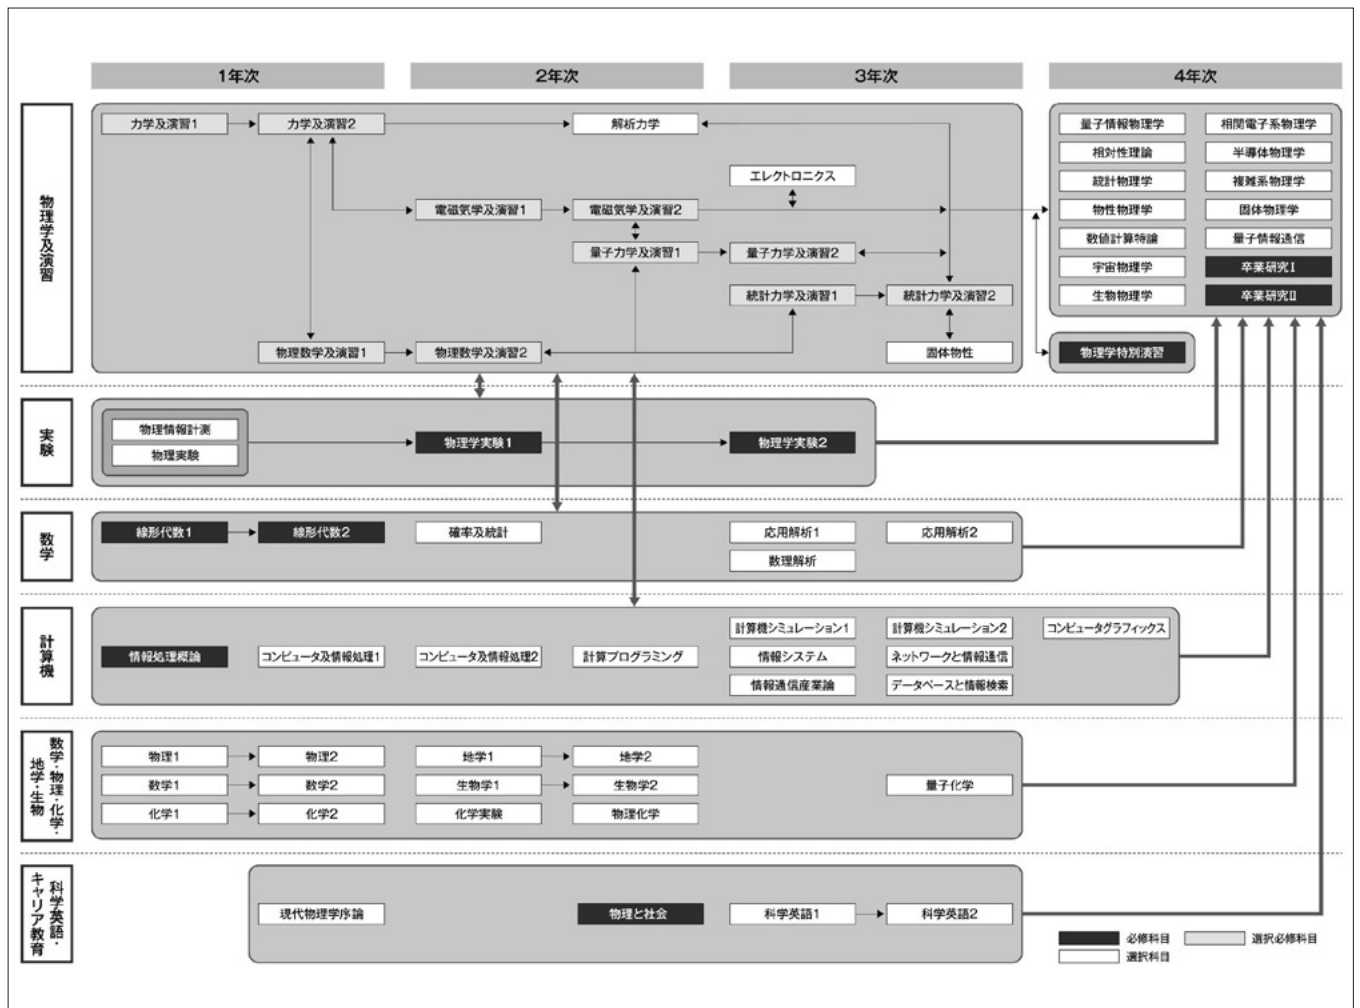 1年次
2年次
3年次
4年次
物理学及演習
力学及演習1
力学及演習2
解析力学
エレクトロニクス
電磁気学及演習1
電磁気学及演習2
量子力学及演習1
量子力学及演習2
統計力学及演習1
統計力学及演習2
物理数学及演習1
物理数学及演習2
固体物性
量子情報物理学
相関電子系物理学
相対性理論
半導体物理学
統計物理学
複雑系物理学
物性物理学
固体物理学
数値計算特論
量子情報通信
宇宙物理学
卒業研究Ⅰ
生物物理学
卒業研究Ⅱ
物理学特別演習
実験
物理情報計測
物理実験
物理学実験1
物理学実験2
数学
線形代数1
線形代数2
確率及統計
応用解析1
応用解析2
数理解析
計算機
情報処理概論
コンピュータ及情報処理1
コンピュータ及情報処理2
計算プログラミング
計算機シミュレーション1
計算機シミュレーション2
コンピュータグラフィックス
情報システム
ネットワークと情報通信
情報通信産業論
データベースと情報検索
数学・物理・化学・
地学・生物
物理1
物理2
地学1
地学2
数学1
数学2
生物学1
生物学2
量子化学
化学1
化学2
化学実験
物理化学
科学英語・
キャリア教育
現代物理学序論
物理と社会
科学英語1
科学英語2
必修科目
選択必修科目
選択科目